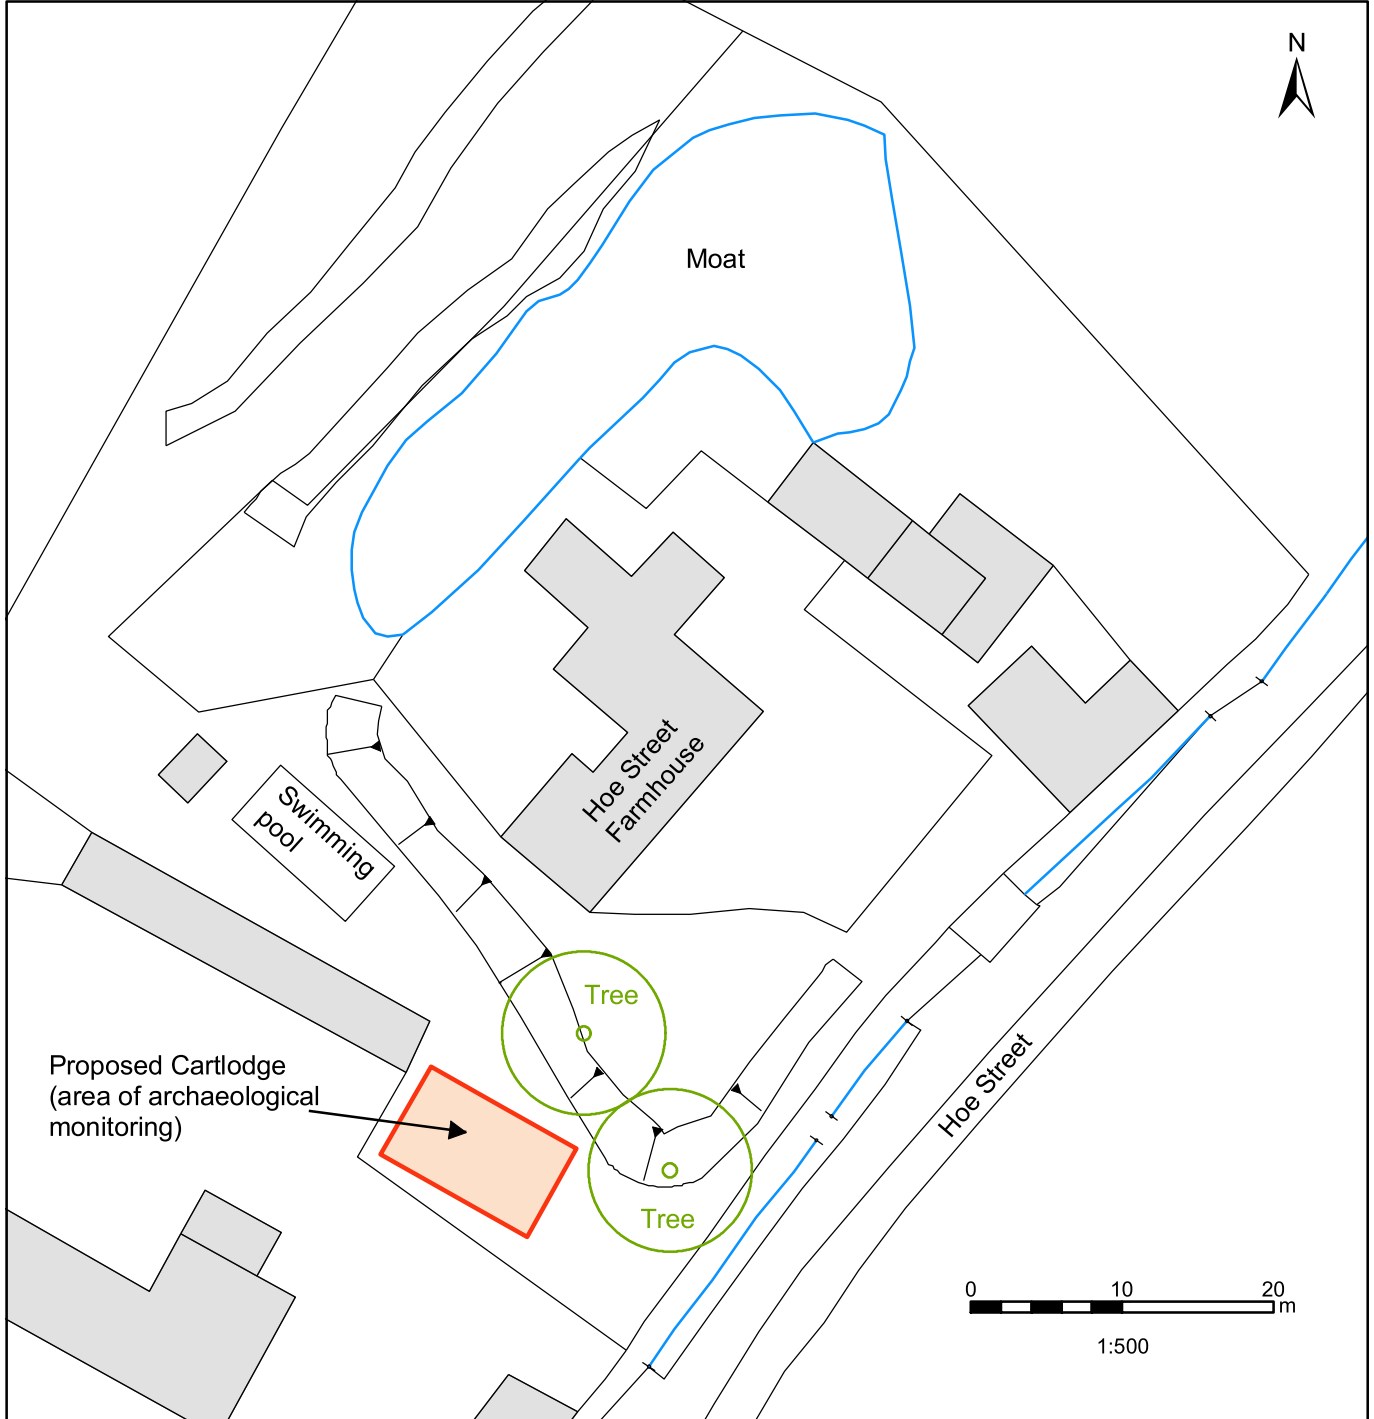 N
Moat
Hoe Street
Farmhouse
Swimming
pool
Tree
Proposed Cartlodge
(area of archaeological
monitoring)
Tree
Hoe Street
0 10 20
m
1:500